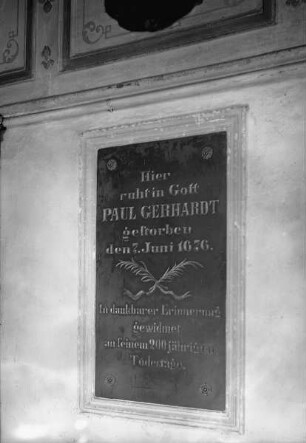 Hier
ruht in Gott
PAUL GERHARDT
geſtorben
den 7. Juni 1676.
In dankbarer Erinnerung
gewidmet
an ſeinem 200 jährigen
Todestage.